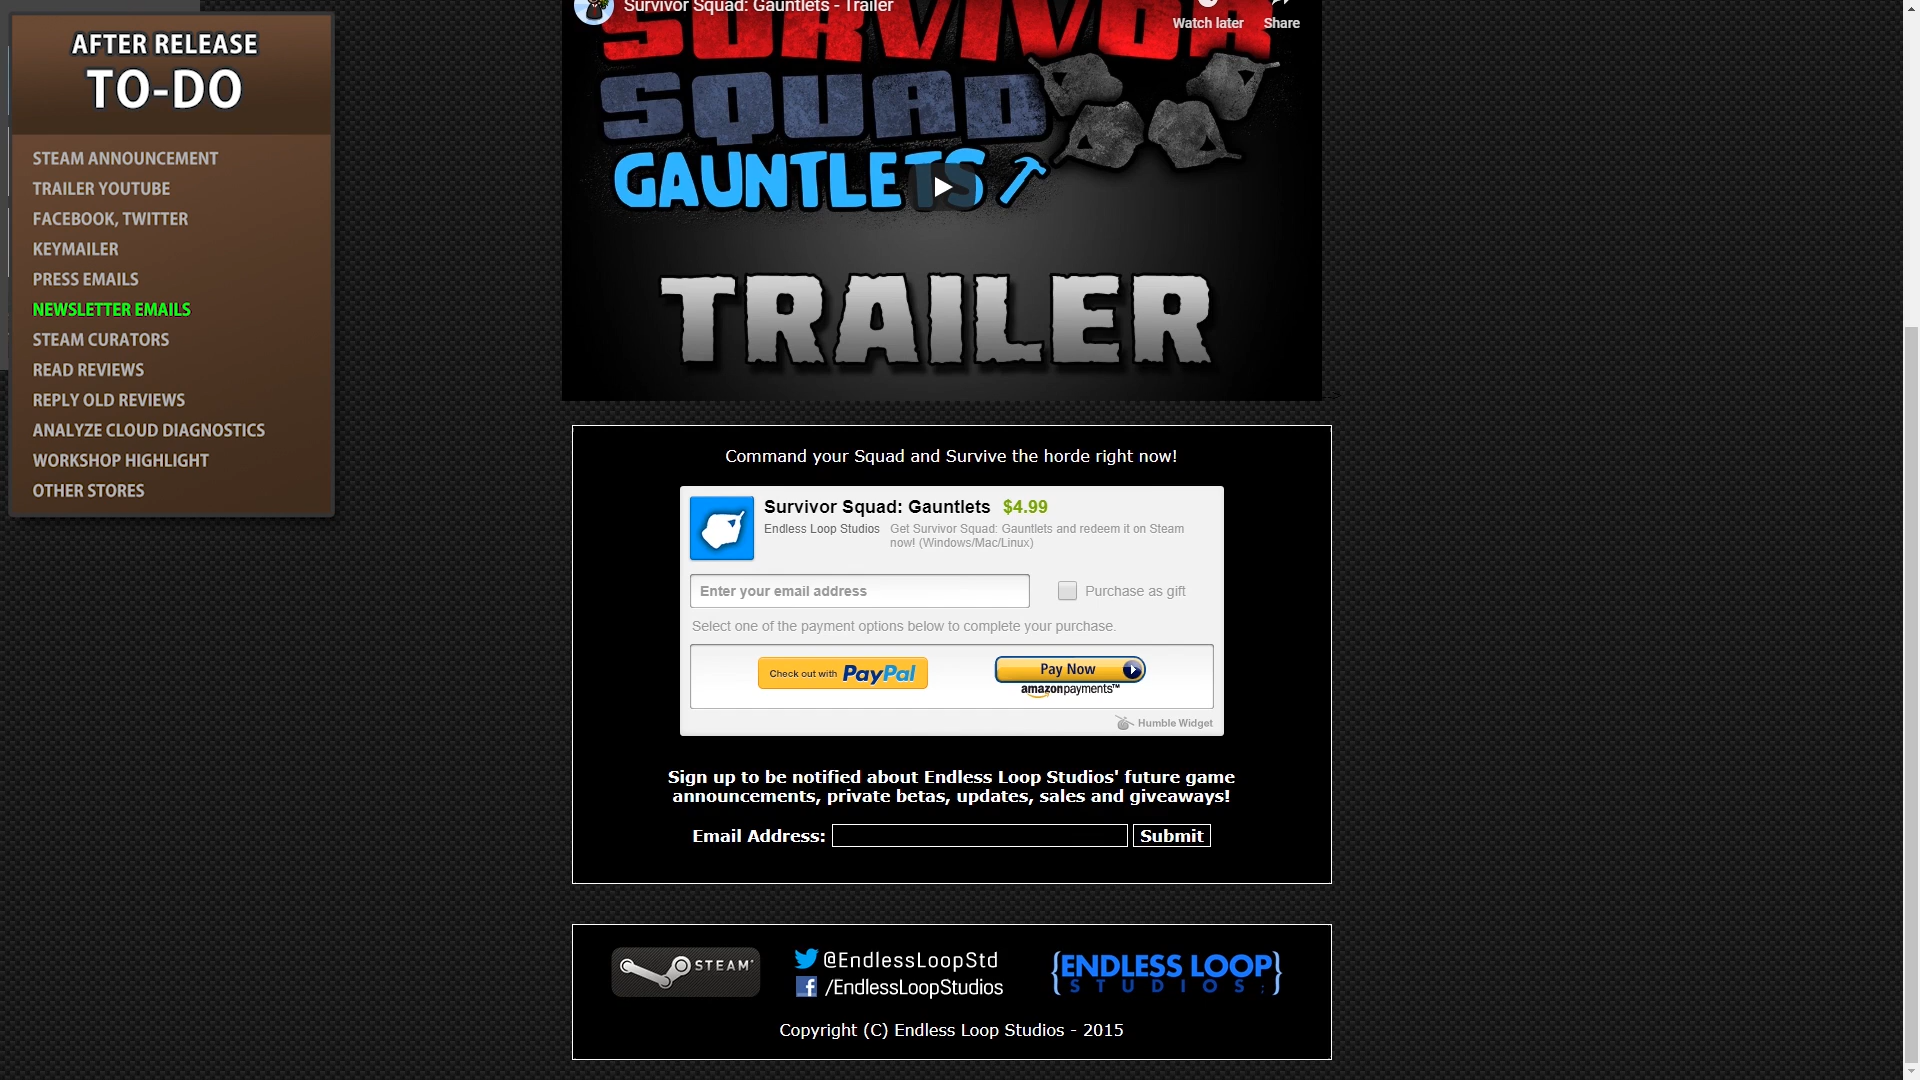 AFTER RELEASE
TO-DO
STEAM ANNOUNCEMENT
TRAILER YOUTUBE
FACEBOOK, TWITTER
KEYMAILER
PRESS EMAILS
NEWSLETTER EMAILS
STEAM CURATORS
READ REVIEWS
REPLY OLD REVIEWS
ANALYZE CLOUD DIAGNOSTICS
WORKSHOP HIGHLIGHT
OTHER STORES
Survivor Squad: Gauntlets - Trailer
Watch later
Share
SURVIVOR
SQUAD
GAUNTLETS
TRAILER
Command your Squad and Survive the horde right now!
Survivor Squad: Gauntlets $4.99
Endless Loop Studios
Get Survivor Squad: Gauntlets and redeem it on Steam
now! (Windows/Mac/Linux)
Enter your email address
Purchase as gift
Select one of the payment options below to complete your purchase.
Check out with PayPal
Pay Now
amazonpayments™
Humble Widget
Sign up to be notified about Endless Loop Studios' future game
announcements, private betas, updates, sales and giveaways!
Email Address:
Submit
STEAM
@EndlessLoopStd
/EndlessLoopStudios
{ENDLESS LOOP}
STUDIOS;
Copyright (C) Endless Loop Studios - 2015